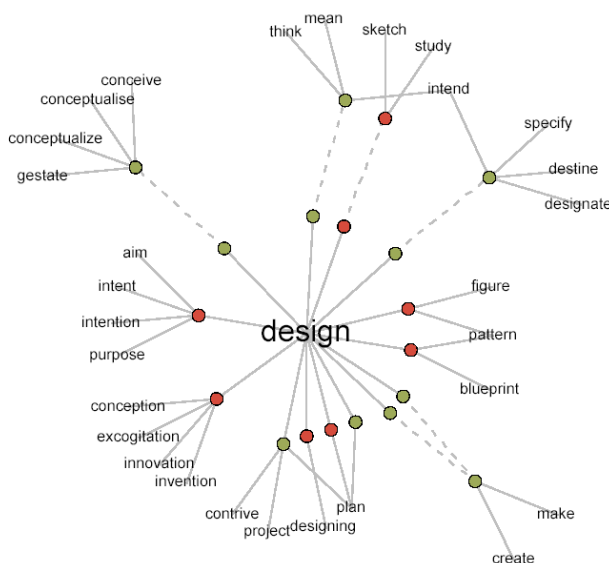 mean
sketch
think
study
conceive
intend
conceptualise
specify
conceptualize
destine
gestate
designate
aim
intent
figure
intention
design
pattern
purpose
blueprint
conception
excogitation
innovation
invention
contrive
plan
make
project
designing
create